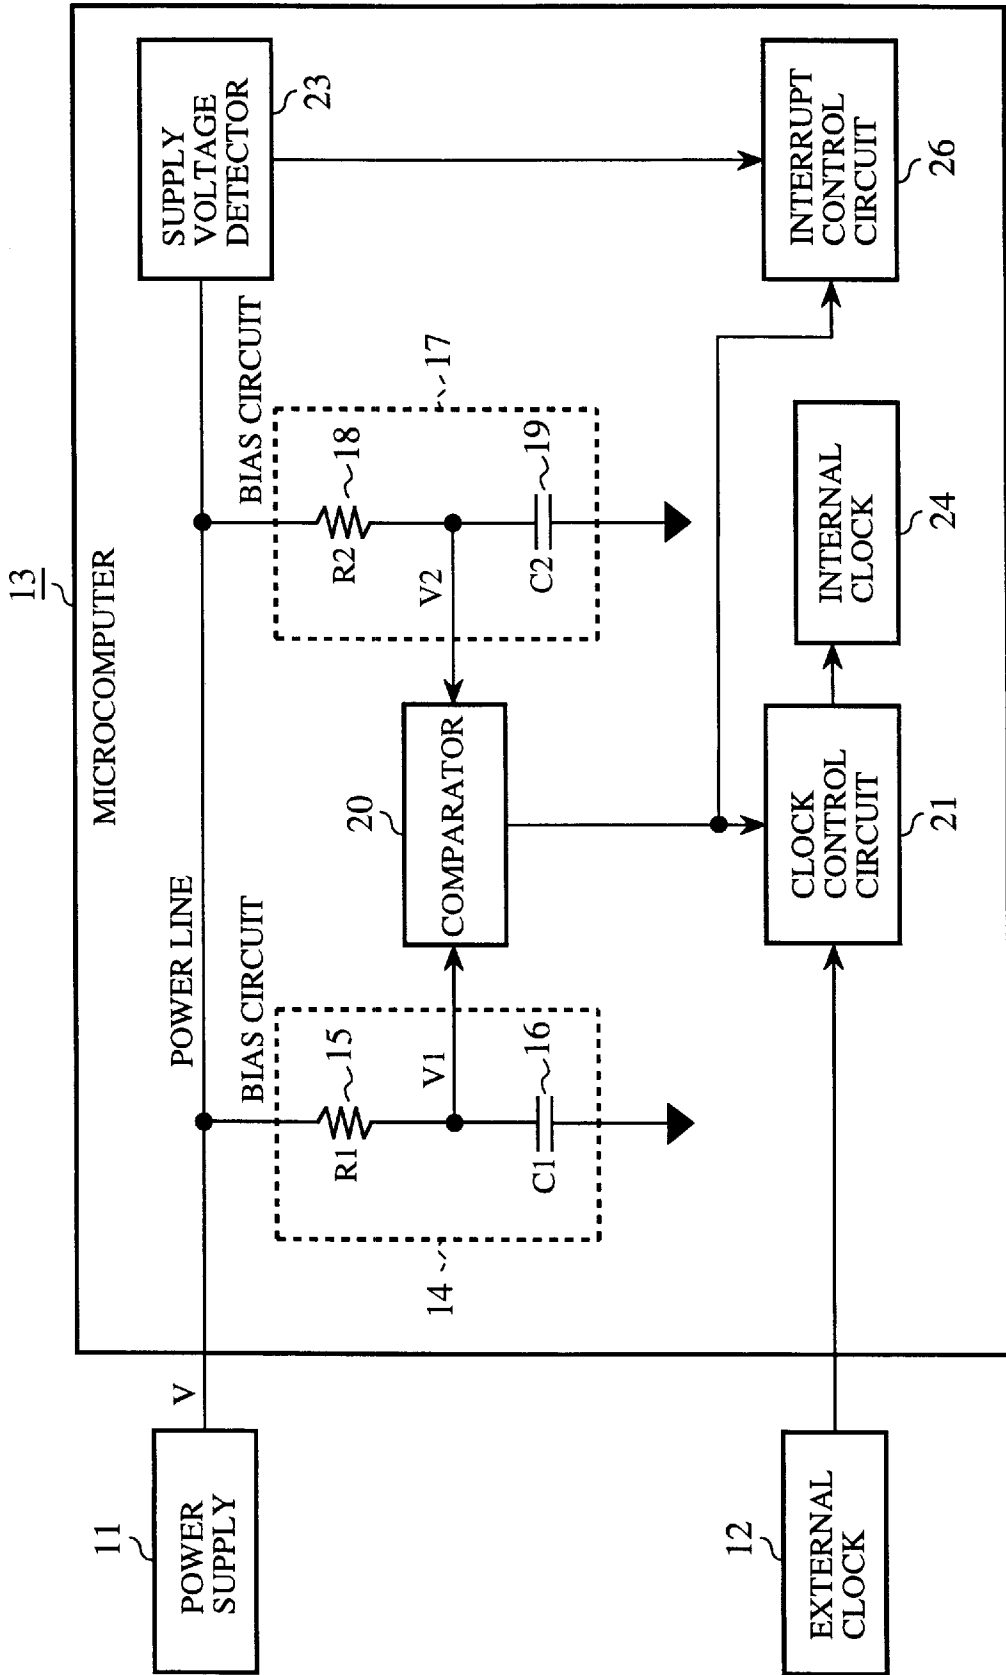 13
MICROCOMPUTER
11
POWER
SUPPLY
V
POWER LINE
BIAS CIRCUIT
14
R1
15
V1
C1
16
20
COMPARATOR
BIAS CIRCUIT
17
R2
18
V2
C2
19
SUPPLY
VOLTAGE
DETECTOR
23
12
EXTERNAL
CLOCK
CLOCK
CONTROL
CIRCUIT
21
INTERNAL
CLOCK
24
INTERRUPT
CONTROL
CIRCUIT
26